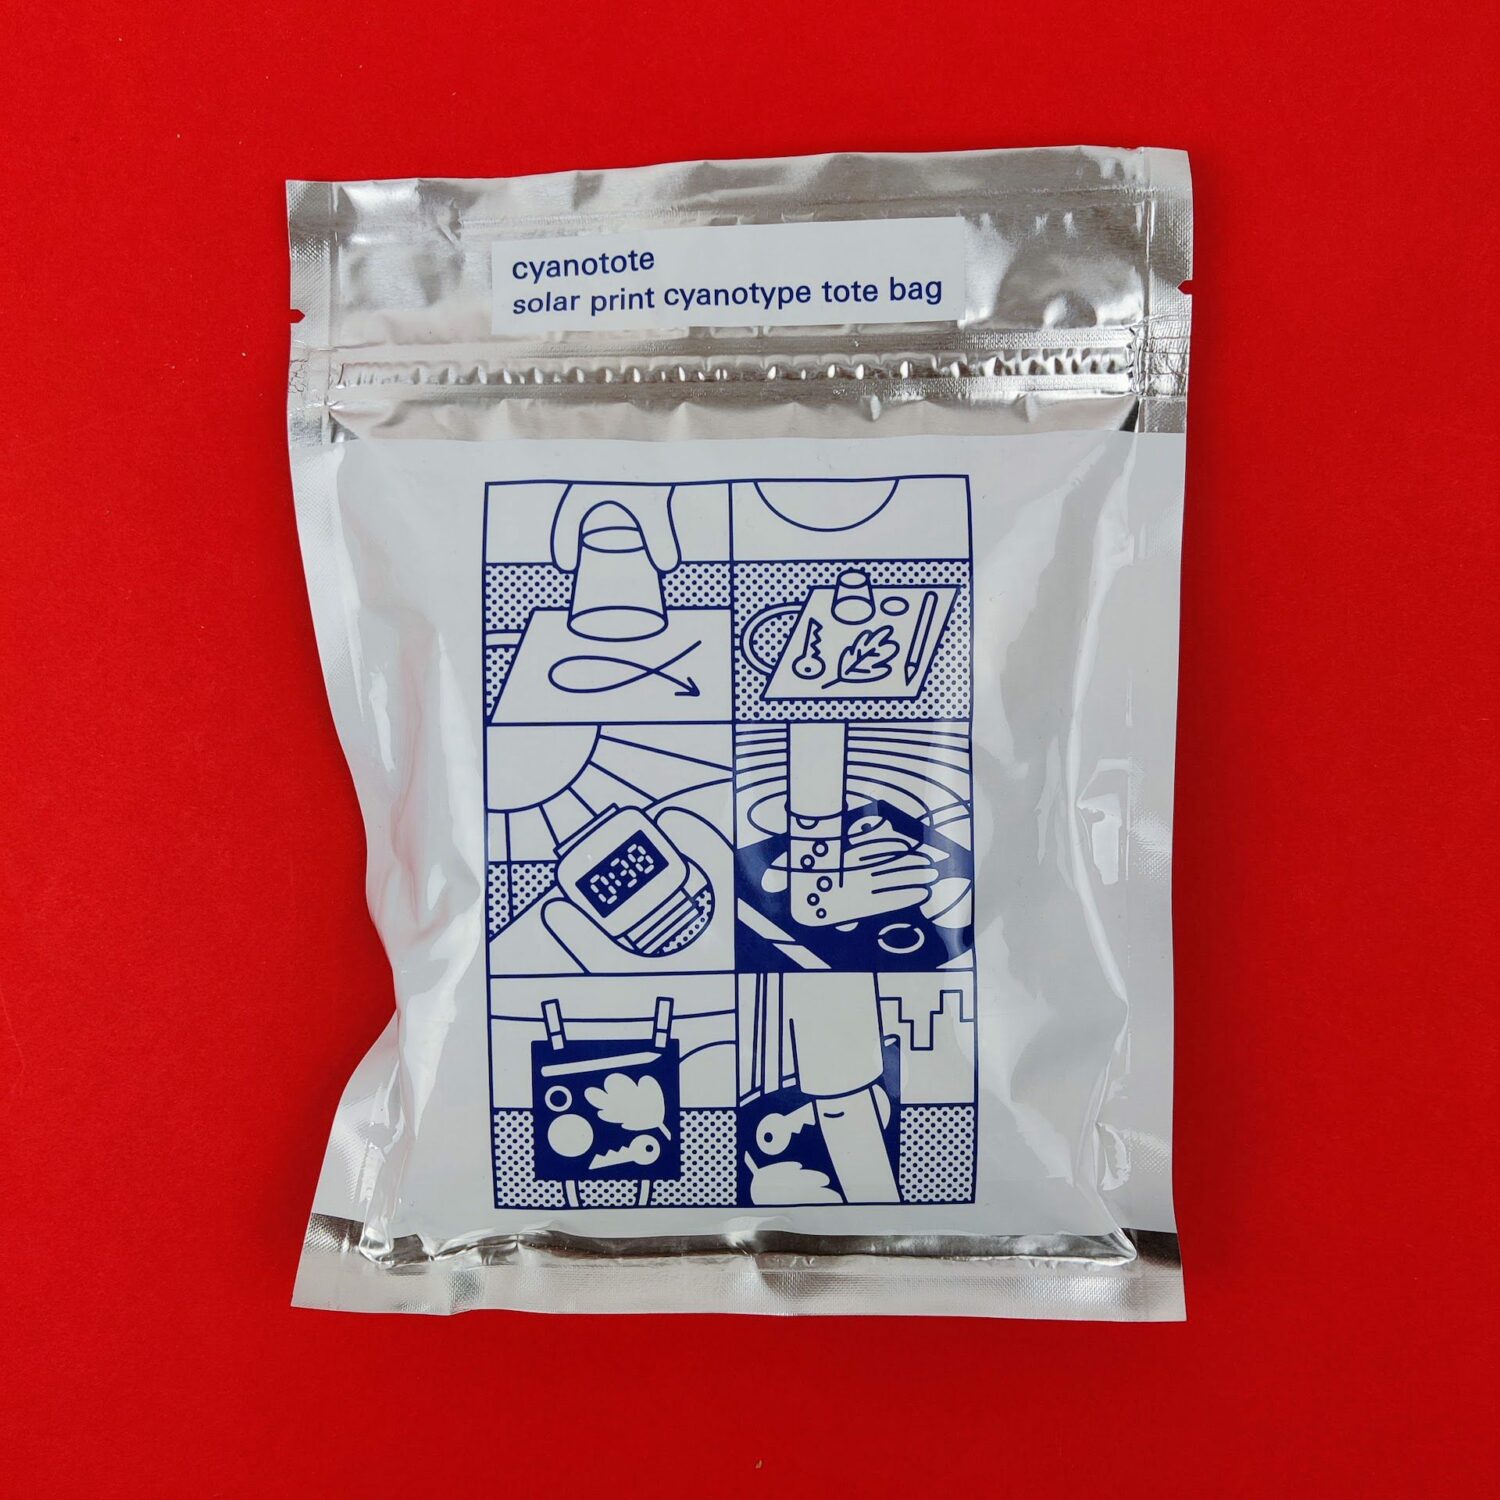 cyanotote
solar print cyanotype tote bag
0:38